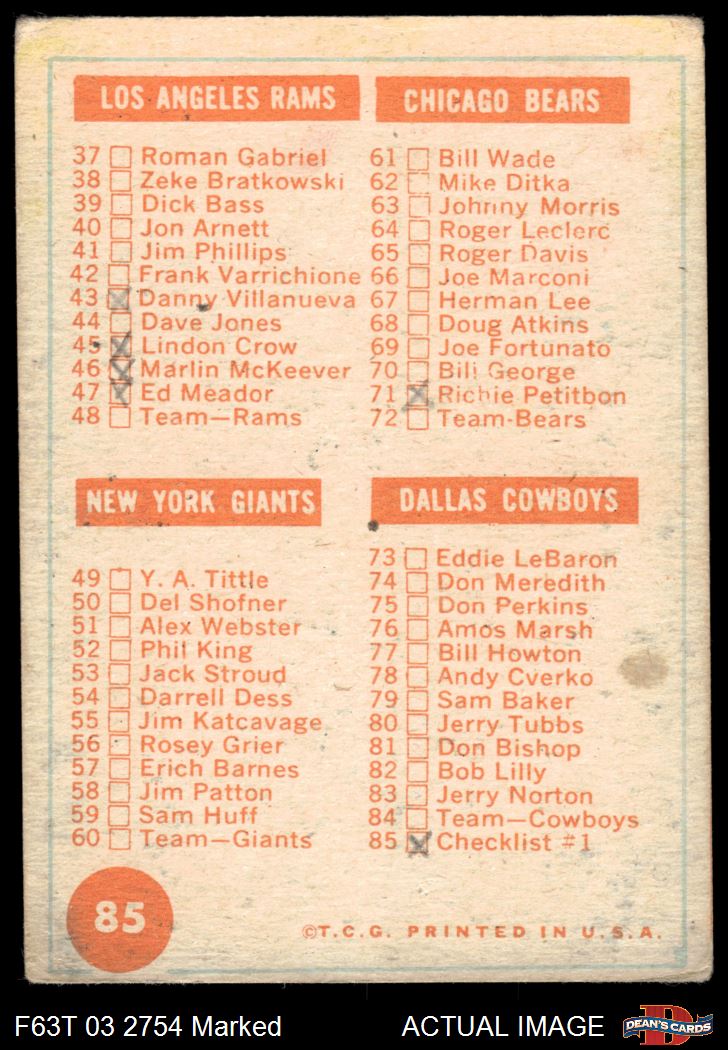 LOS ANGELES RAMS
37 Roman Gabriel
38 Zeke Bratkowski
39 Dick Bass
40 Jon Arnett
41 Jim Phillips
42 Frank Varrichione
43 Danny Villanueva
44 Dave Jones
45 Lindon Crow
46 Marlin McKeever
47 Ed Meador
48 Team—Rams
CHICAGO BEARS
61 Bill Wade
62 Mike Ditka
63 Johnny Morris
64 Roger Leclerc
65 Roger Davis
66 Joe Marconi
67 Herman Lee
68 Doug Atkins
69 Joe Fortunato
70 Bill George
71 Richie Petitbon
72 Team-Bears
NEW YORK GIANTS
49 Y. A. Tittle
50 Del Shofner
51 Alex Webster
52 Phil King
53 Jack Stroud
54 Darrell Dess
55 Jim Katcavage
56 Rosey Grier
57 Erich Barnes
58 Jim Patton
59 Sam Huff
60 Team—Giants
DALLAS COWBOYS
73 Eddie LeBaron
74 Don Meredith
75 Don Perkins
76 Amos Marsh
77 Bill Howton
78 Andy Cverko
79 Sam Baker
80 Jerry Tubbs
81 Don Bishop
82 Bob Lilly
83 Jerry Norton
84 Team—Cowboys
85 Checklist #1
85
©T.C.G. PRINTED IN U.S.A.
F63T 03 2754 Marked
ACTUAL IMAGE
D
DEAN'S CARDS